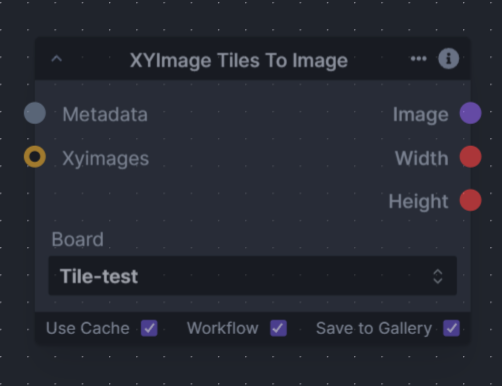 XYImage Tiles To Image
Metadata
Image
Xyimages
Width
Height
Board
Tile-test
Use Cache Workflow Save to Gallery